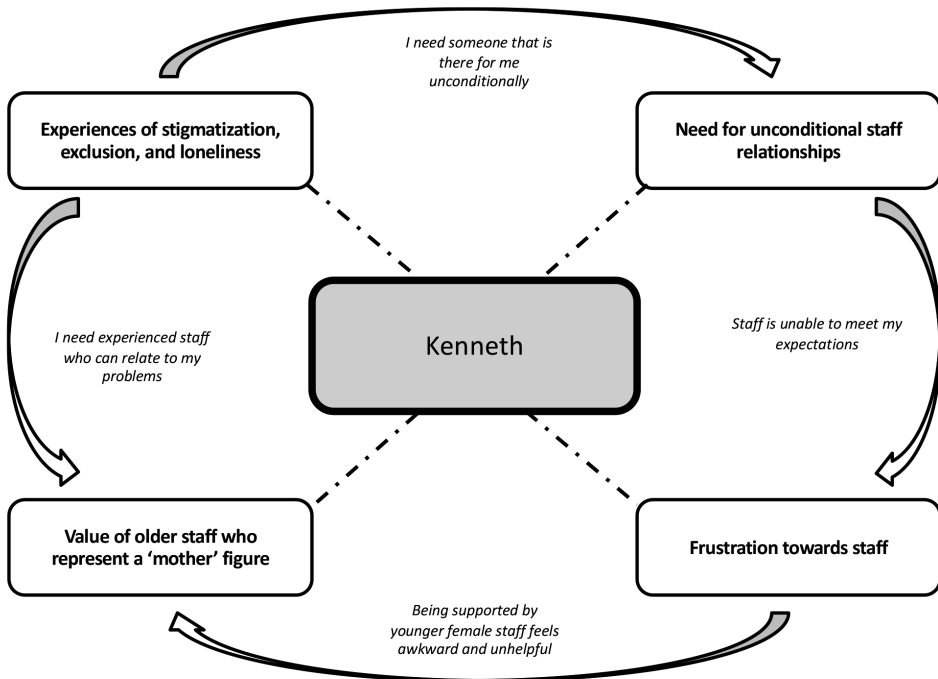 I need someone that is
there for me
unconditionally
Experiences of stigmatization,
exclusion, and loneliness
Need for unconditional staff
relationships
I need experienced staff
who can relate to my
problems
Kenneth
Staff is unable to meet my
expectations
Value of older staff who
represent a ‘mother’ figure
Frustration towards staff
Being supported by
younger female staff feels
awkward and unhelpful